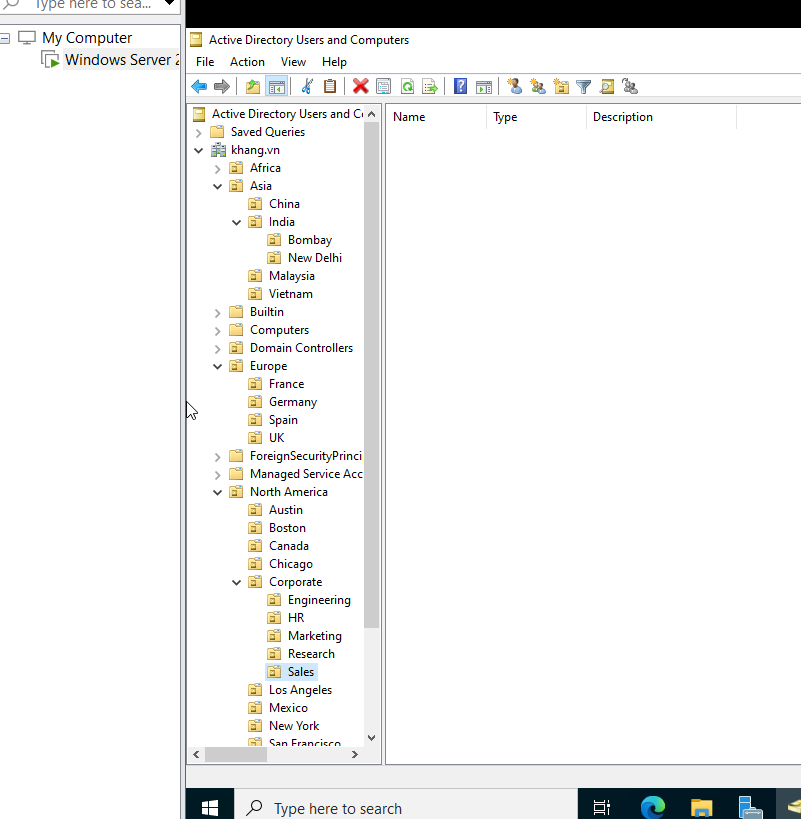 Type here to sea...
My Computer
Windows Server 2
Active Directory Users and Computers
File Action View Help
Active Directory Users and Co
Saved Queries
khang.vn
Africa
Asia
China
India
Bombay
New Delhi
Malaysia
Vietnam
Builtin
Computers
Domain Controllers
Europe
France
Germany
Spain
UK
ForeignSecurityPrinci
Managed Service Acc
North America
Austin
Boston
Canada
Chicago
Corporate
Engineering
HR
Marketing
Research
Sales
Los Angeles
Mexico
New York
San Francisco
Name Type Description
Type here to search